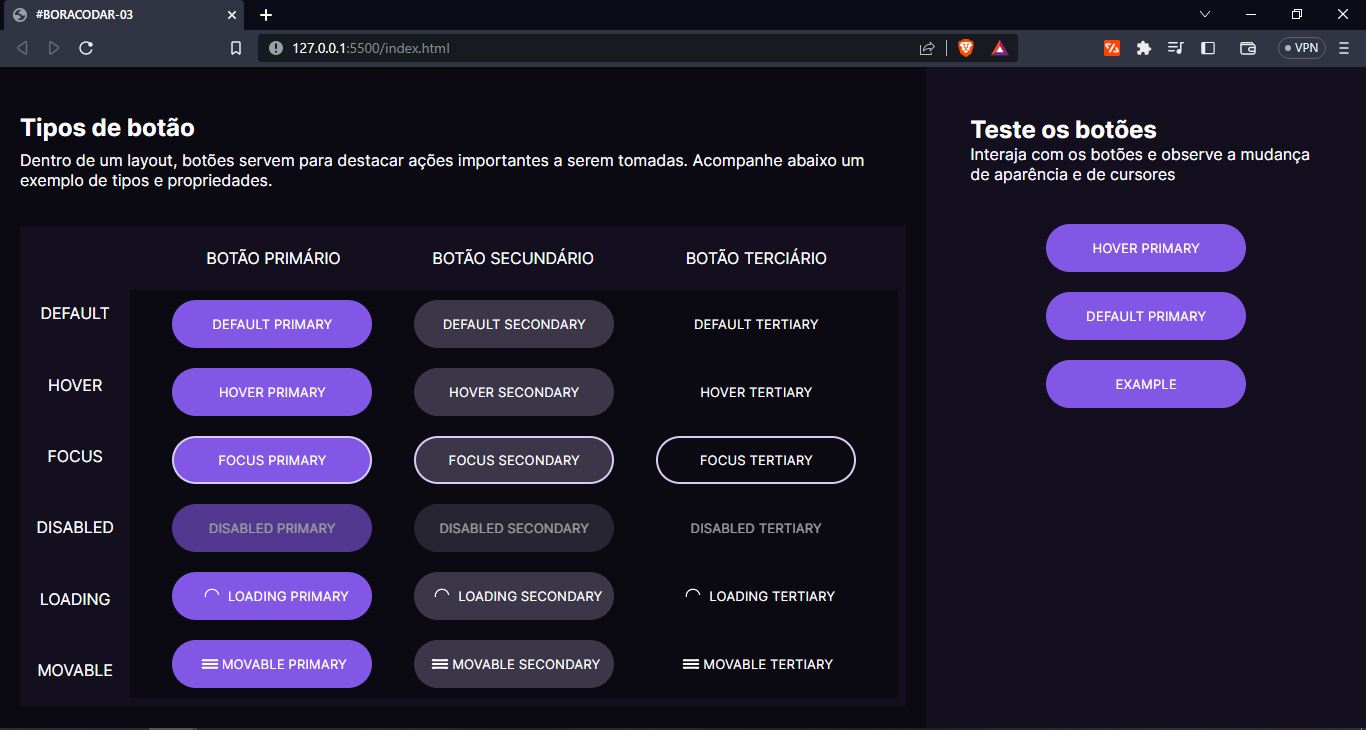 #BORACODAR-03
127.0.0.1:5500/index.html
VPN
Tipos de botão
Dentro de um layout, botões servem para destacar ações importantes a serem tomadas. Acompanhe abaixo um
exemplo de tipos e propriedades.
BOTÃO PRIMÁRIO BOTÃO SECUNDÁRIO BOTÃO TERCIÁRIO
DEFAULT DEFAULT PRIMARY DEFAULT SECONDARY DEFAULT TERTIARY
HOVER HOVER PRIMARY HOVER SECONDARY HOVER TERTIARY
FOCUS FOCUS PRIMARY FOCUS SECONDARY FOCUS TERTIARY
DISABLED DISABLED PRIMARY DISABLED SECONDARY DISABLED TERTIARY
LOADING LOADING PRIMARY LOADING SECONDARY LOADING TERTIARY
MOVABLE MOVABLE PRIMARY MOVABLE SECONDARY MOVABLE TERTIARY
Teste os botões
Interaja com os botões e observe a mudança
de aparência e de cursores
HOVER PRIMARY
DEFAULT PRIMARY
EXAMPLE